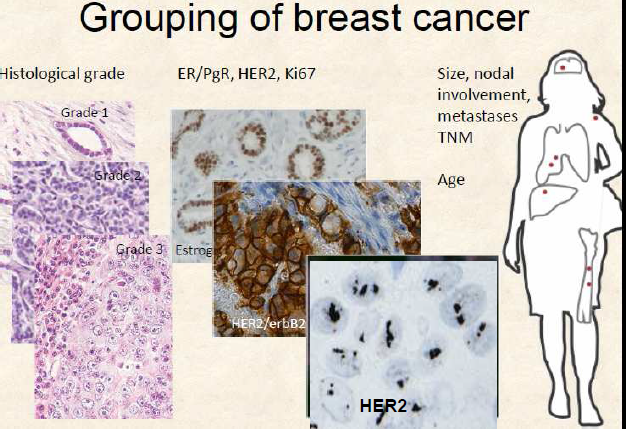 Grouping of breast cancer
Histological grade
ER/PgR, HER2, Ki67
Size, nodal
involvement,
metastases
TNM
Age
Grade 1
Grade 2
Grade 3
Estrog
HER2/erbB2
HER2